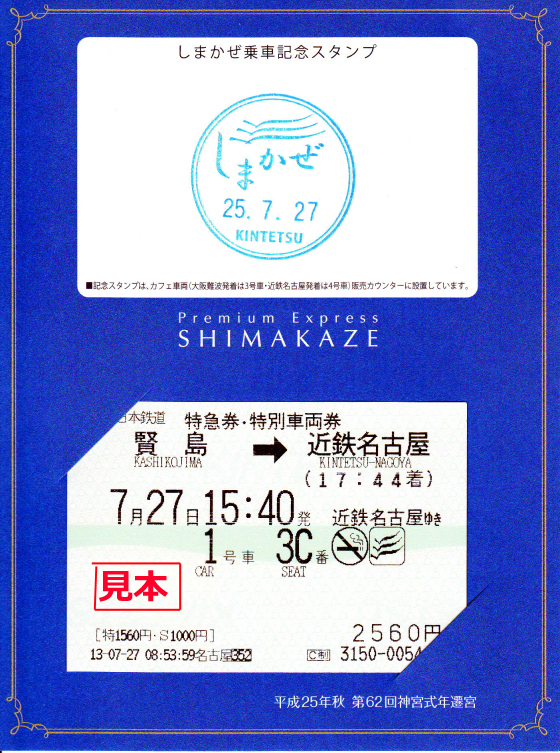 しまかぜ乗車記念スタンプ
しまかぜ
25.7.27
KINTETSU
■記念スタンプは、カフェ車両(大阪難波発着は3号車・近鉄名古屋発着は4号車)販売カウンターに設置しています。
Premium Express
SHIMAKAZE
日本鉄道 特急券・特別車両券
賢島 ➡ 近鉄名古屋
KASHIKOJIMA KINTETSU-NAGOYA
(17:44着)
7月27日15:40発 近鉄名古屋ゆき
1号車 3C番
CAR SEAT
見本
[特1560円・S1000円] 2560円
13-07-27 08:53:59名古屋352 C制 3150-0054
平成25年秋 第62回神宮式年遷宮